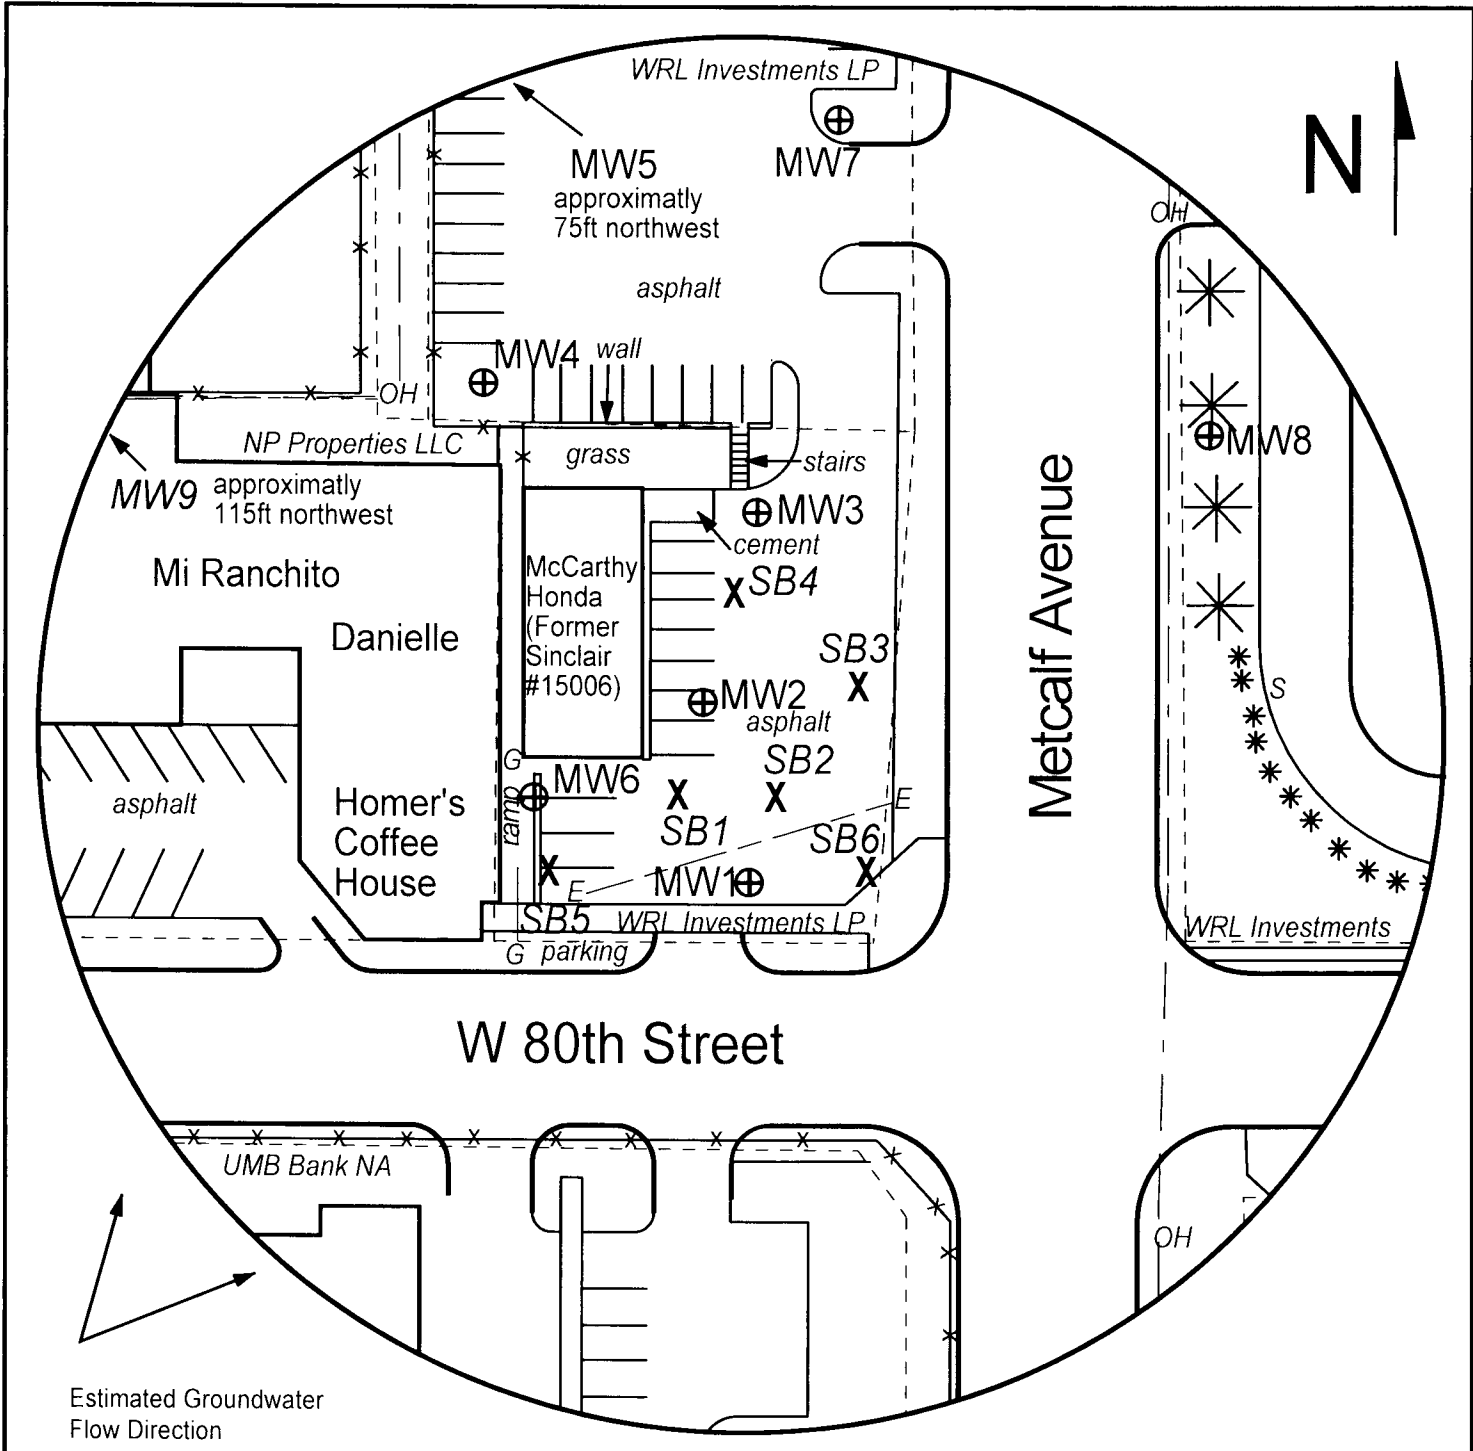 WRL Investments LP
N
MW5
approximatly
75ft northwest
MW7
OH
asphalt
MW4
wall
OH
NP Properties LLC
grass
stairs
MW8
MW9
approximatly
115ft northwest
MW3
cement
Mi Ranchito
McCarthy
Honda
(Former
Sinclair
#15006)
SB4
Danielle
SB3
MW2
asphalt
Metcalf Avenue
S
G
MW6
SB2
asphalt
ramp
Homer's
Coffee
House
SB1
E
SB6
E
MW1
SB5
WRL Investments LP
G
parking
WRL Investments
W 80th Street
UMB Bank NA
OH
Estimated Groundwater
Flow Direction